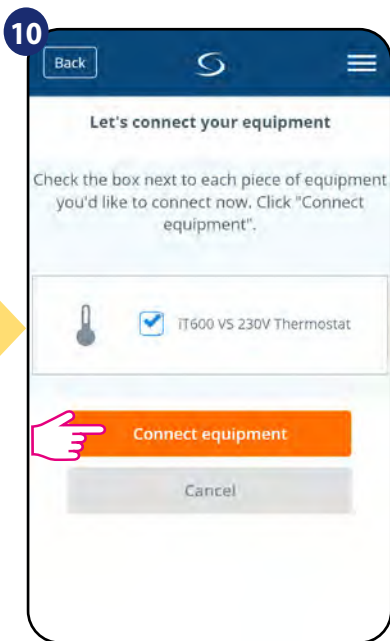 10
Back
Let's connect your equipment
Check the box next to each piece of equipment
you'd like to connect now. Click "Connect
equipment".
iT600 VS 230V Thermostat
Connect equipment
Cancel